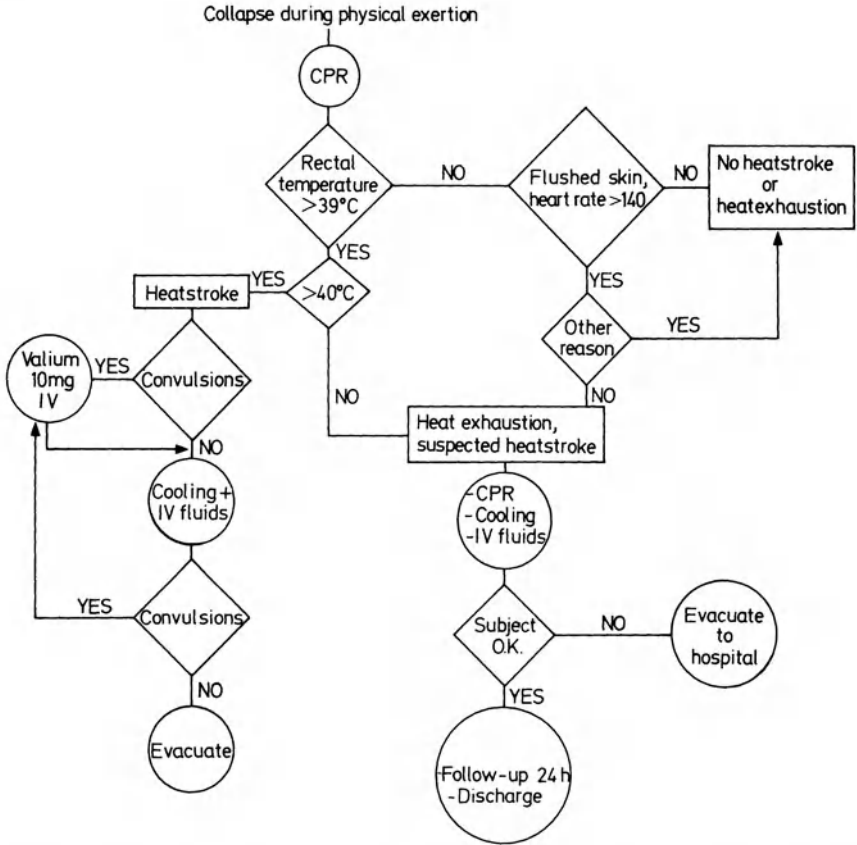 Collapse during physical exertion
CPR
Rectal
temperature
>39°C
NO
Flushed skin,
heart rate >140
NO
No heatstroke
or
heatexhaustion
YES
>40°C
YES
Heatstroke
YES
Other
reason
YES
Convulsions
YES
Valium
10mg
IV
NO
NO
NO
Heat exhaustion,
suspected heatstroke
Cooling+
IV fluids
-CPR
-Cooling
-IV fluids
Convulsions
YES
NO
Evacuate
Subject
O.K.
NO
Evacuate
to
hospital
YES
-Follow-up 24h
-Discharge